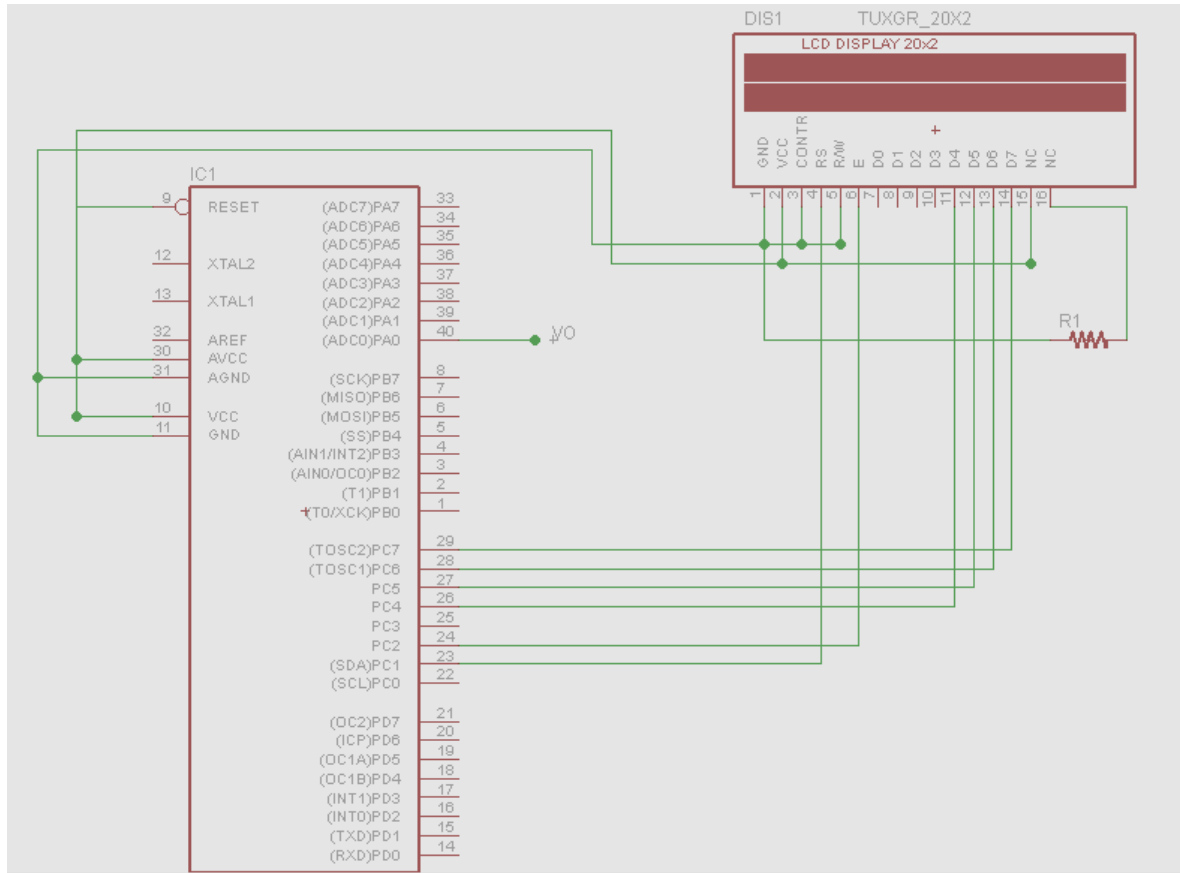 DIS1 TUXGR_20X2
LCD DISPLAY 20x2
GND VCC CONTR RS R/W E D0 D1 D2 D3 D4 D5 D6 D7 NC NC
1 2 3 4 5 6 7 8 9 10 11 12 13 14 15 16
R1
IC1
9 RESET
12 XTAL2
13 XTAL1
32 AREF
30 AVCC
31 AGND
10 VCC
11 GND
(ADC7)PA7 33
(ADC6)PA6 34
(ADC5)PA5 35
(ADC4)PA4 36
(ADC3)PA3 37
(ADC2)PA2 38
(ADC1)PA1 39
(ADC0)PA0 40
VO
(SCK)PB7 8
(MISO)PB6 7
(MOSI)PB5 6
(SS)PB4 5
(AIN1/INT2)PB3 4
(AIN0/OC0)PB2 3
(T1)PB1 2
(T0/XCK)PB0 1
(TOSC2)PC7 29
(TOSC1)PC6 28
PC5 27
PC4 26
PC3 25
PC2 24
(SDA)PC1 23
(SCL)PC0 22
(OC2)PD7 21
(ICP)PD6 20
(OC1A)PD5 19
(OC1B)PD4 18
(INT1)PD3 17
(INT0)PD2 16
(TXD)PD1 15
(RXD)PD0 14